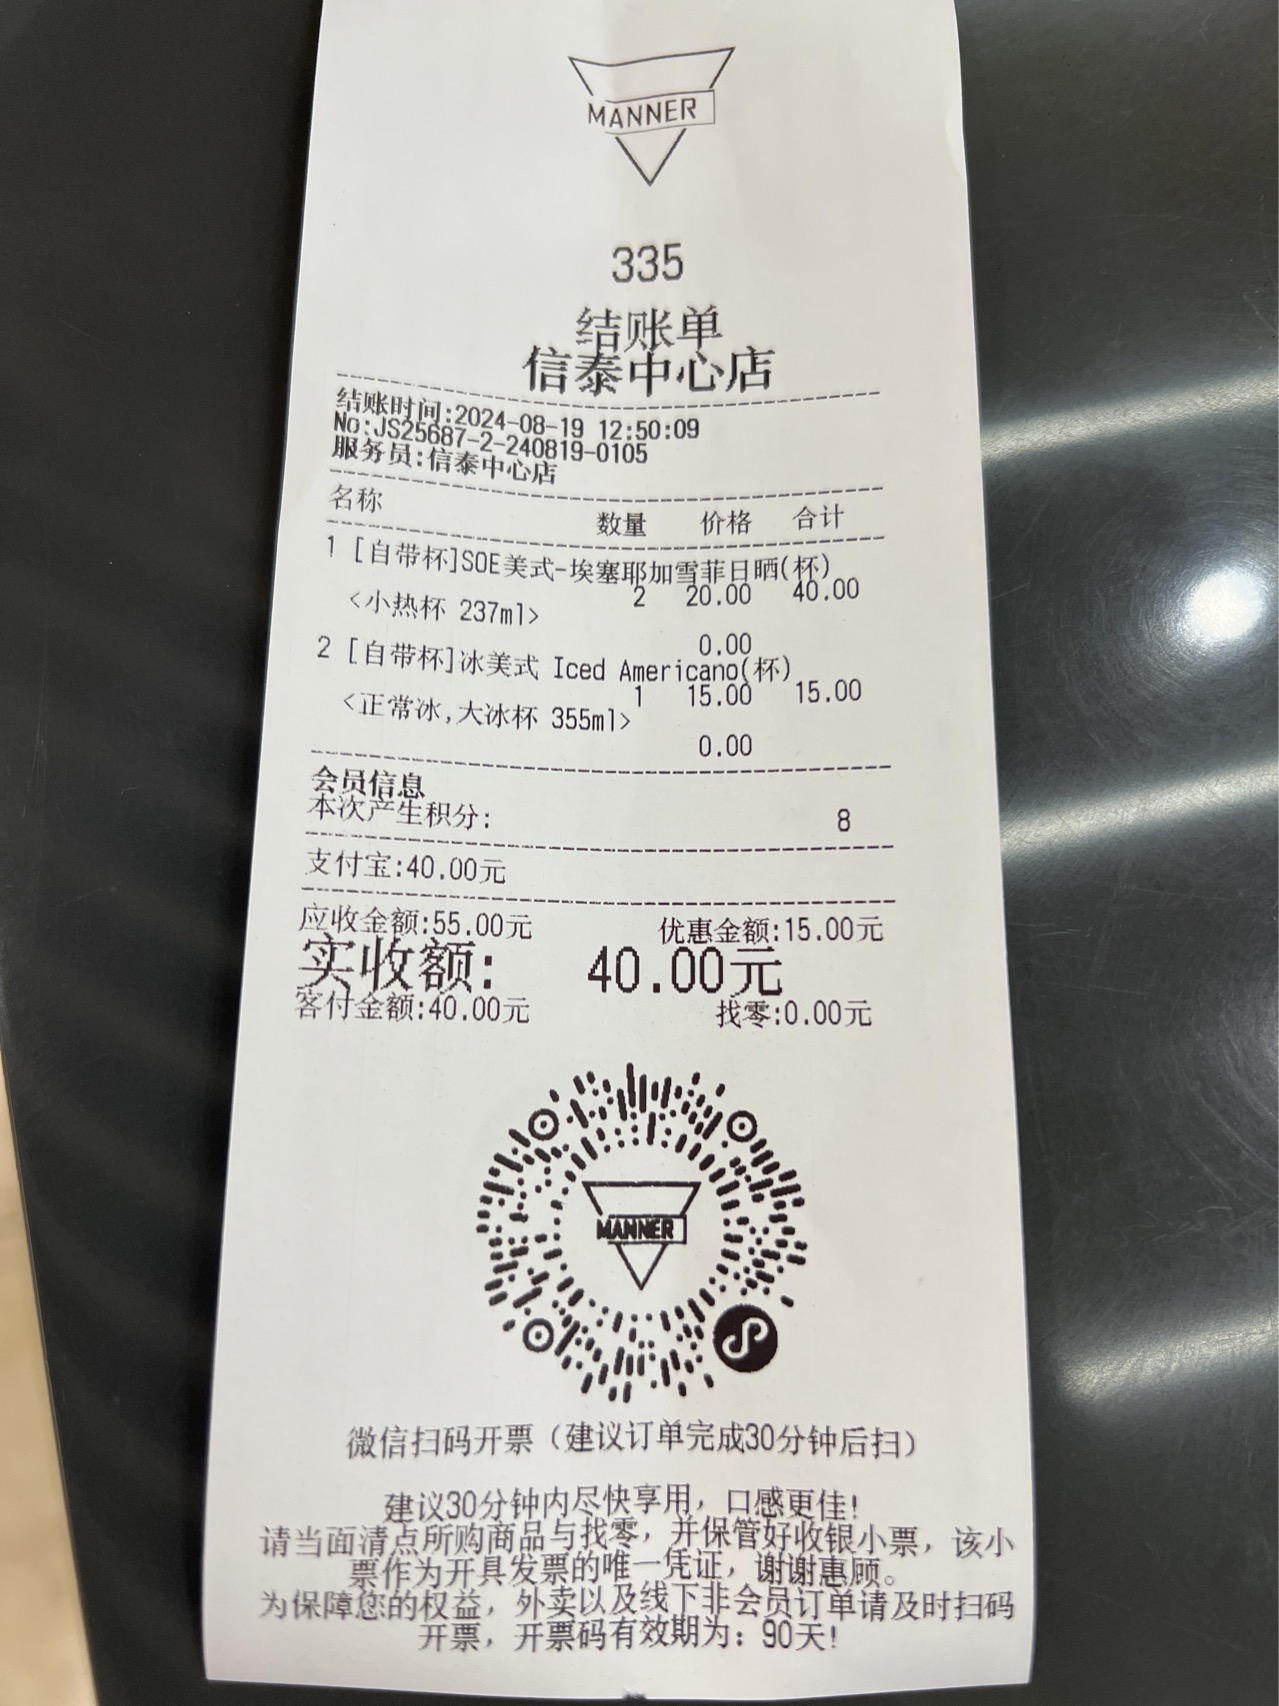 MANNER
335
结账单
信泰中心店
结账时间:2024-08-19 12:50:09
No:JS25687-2-240819-0105
服务员:信泰中心店
名称 数量 价格 合计
1 [自带杯]SOE美式-埃塞耶加雪菲日晒(杯)
2 20.00 40.00
<小热杯 237ml>
0.00
2 [自带杯]冰美式 Iced Americano(杯)
1 15.00 15.00
<正常冰,大冰杯 355ml>
0.00
会员信息
本次产生积分: 8
支付宝:40.00元
应收金额:55.00元 优惠金额:15.00元
实收额: 40.00元
客付金额:40.00元 找零:0.00元
MANNER
微信扫码开票（建议订单完成30分钟后扫）
建议30分钟内尽快享用，口感更佳!
请当面清点所购商品与找零，并保管好收银小票，该小
票作为开具发票的唯一凭证，谢谢惠顾。
为保障您的权益，外卖以及线下非会员订单请及时扫码
开票，开票码有效期为: 90天!